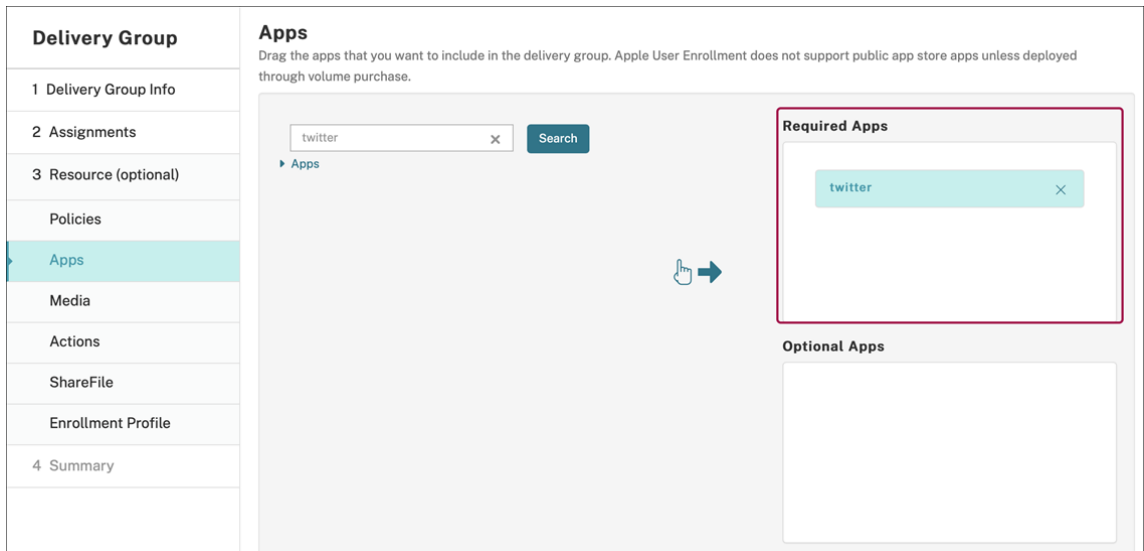 Delivery Group
1 Delivery Group Info
2 Assignments
3 Resource (optional)
Policies
Apps
Media
Actions
ShareFile
Enrollment Profile
4 Summary
Apps
Drag the apps that you want to include in the delivery group. Apple User Enrollment does not support public app store apps unless deployed
through volume purchase.
twitter
Search
Apps
Required Apps
twitter
Optional Apps